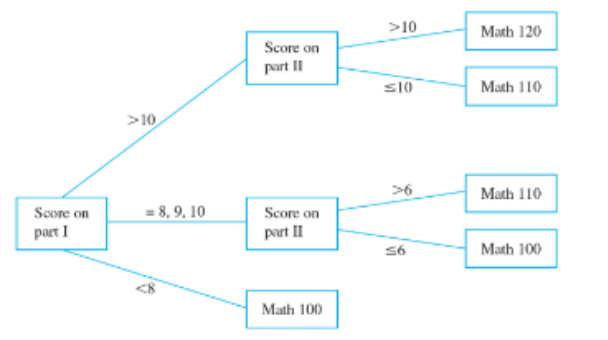 >10
Math 120
Score on
part II
≤10
Math 110
>10
>6
Math 110
Score on
part I
= 8, 9, 10
Score on
part II
≤6
Math 100
<8
Math 100